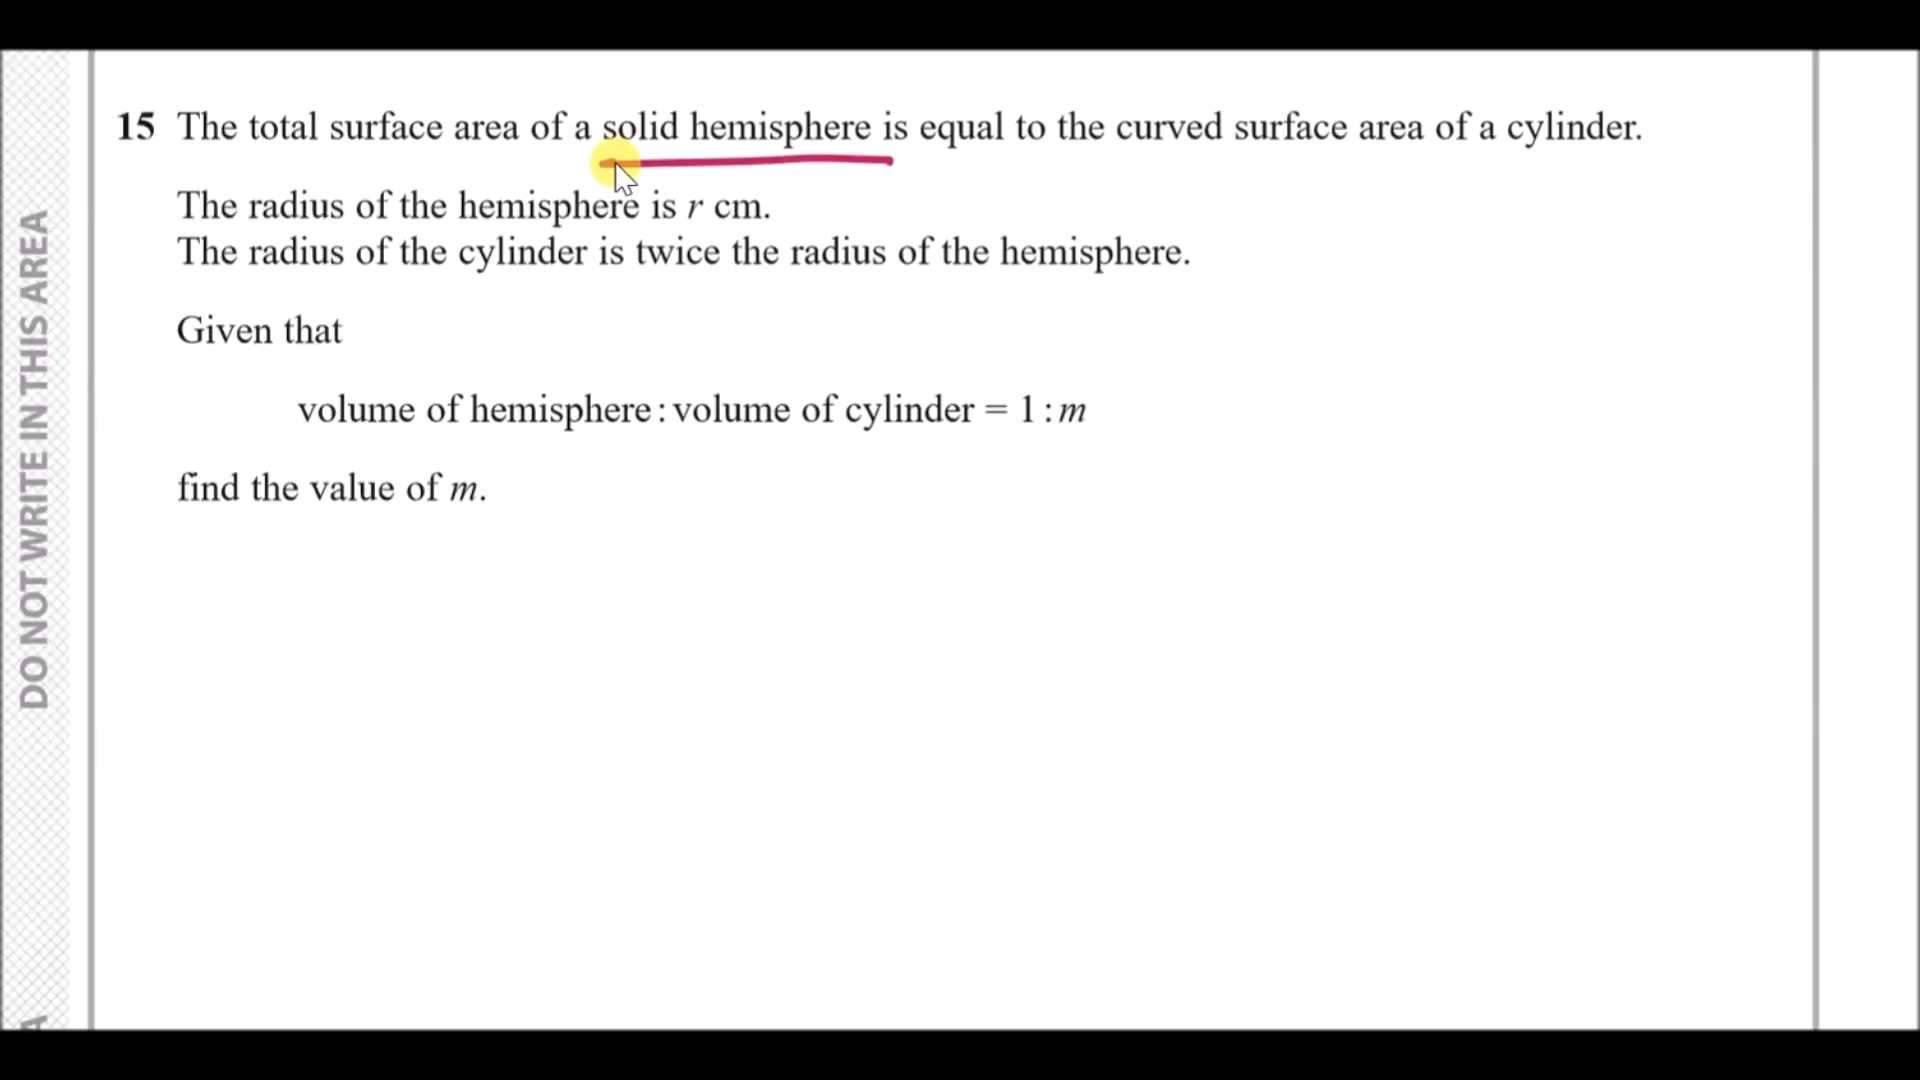 15 The total surface area of a solid hemisphere is equal to the curved surface area of a cylinder.
The radius of the hemisphere is r cm.
The radius of the cylinder is twice the radius of the hemisphere.
Given that
volume of hemisphere : volume of cylinder = 1 : m
find the value of m.
DO NOT WRITE IN THIS AREA